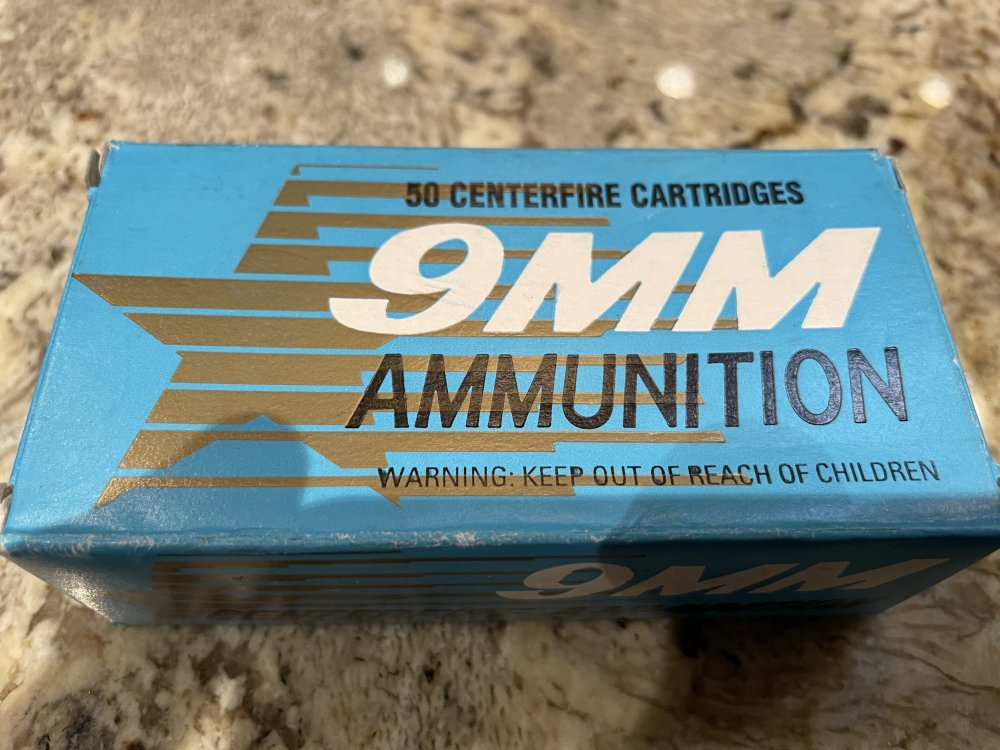 50 CENTERFIRE CARTRIDGES
9MM
AMMUNITION
WARNING: KEEP OUT OF REACH OF CHILDREN
9MM